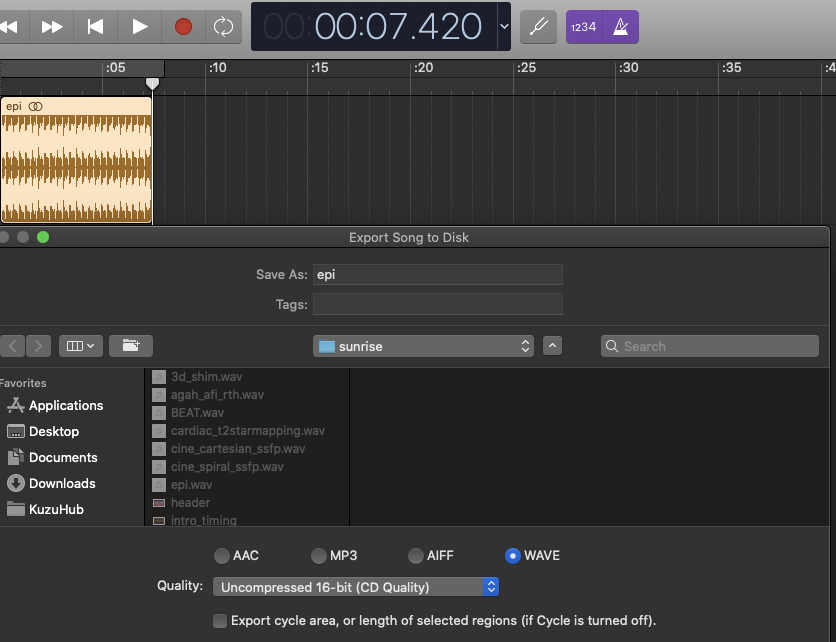 00:00:07.420
1234
:05 :10 :15 :20 :25 :30 :35 :4
epi
Export Song to Disk
Save As: epi
Tags:
sunrise
Search
Favorites
Applications
Desktop
Documents
Downloads
KuzuHub
3d_shim.wav
agah_afi_rth.wav
BEAT.wav
cardiac_t2starmapping.wav
cine_cartesian_ssfp.wav
cine_spiral_ssfp.wav
epi.wav
header
intro_timing
AAC MP3 AIFF WAVE
Quality: Uncompressed 16-bit (CD Quality)
Export cycle area, or length of selected regions (if Cycle is turned off).